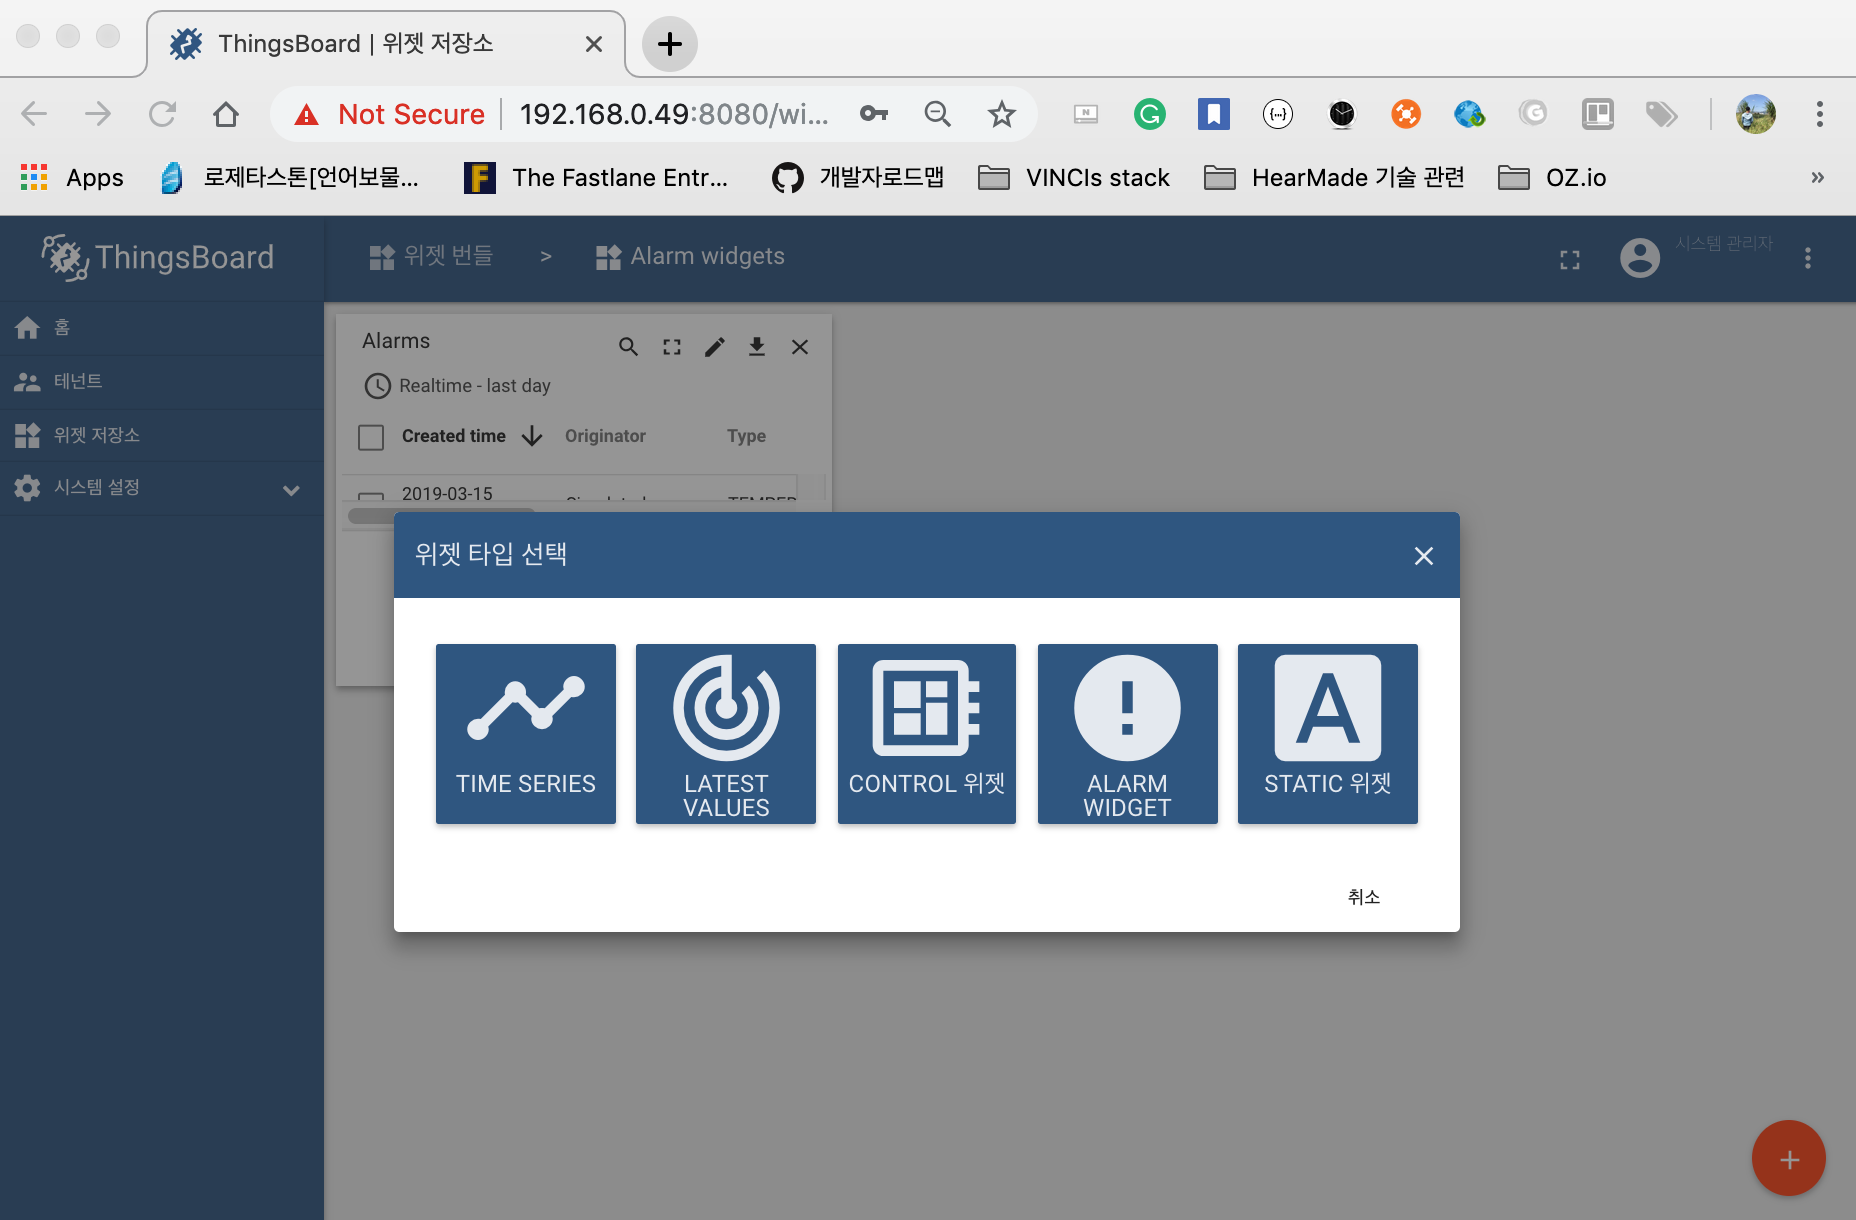 ThingsBoard | 위젯 저장소
Not Secure
192.168.0.49:8080/wi...
Apps
로제타스톤[언어보물...
The Fastlane Entr...
개발자로드맵
VINCIs stack
HearMade 기술 관련
OZ.io
»
ThingsBoard
위젯 번들 > Alarm widgets
시스템 관리자
홈
테넌트
위젯 저장소
시스템 설정
Alarms
Realtime - last day
Created time Originator Type
2019-03-15
위젯 타입 선택
TIME SERIES
LATEST
VALUES
CONTROL 위젯
ALARM
WIDGET
STATIC 위젯
취소